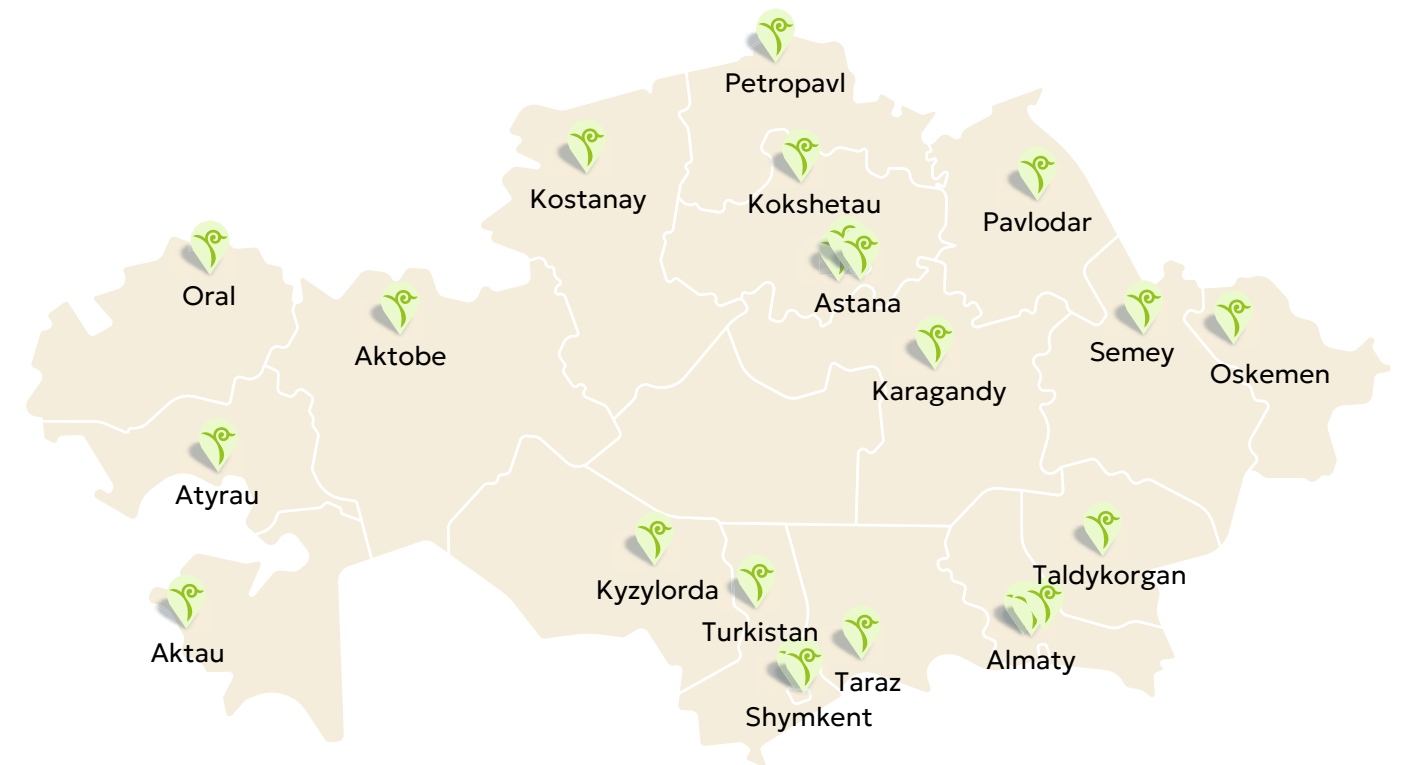 Petropavl
Kostanay
Kokshetau
Pavlodar
Oral
Astana
Aktobe
Semey
Oskemen
Karagandy
Atyrau
Taldykorgan
Kyzylorda
Turkistan
Aktau
Almaty
Taraz
Shymkent